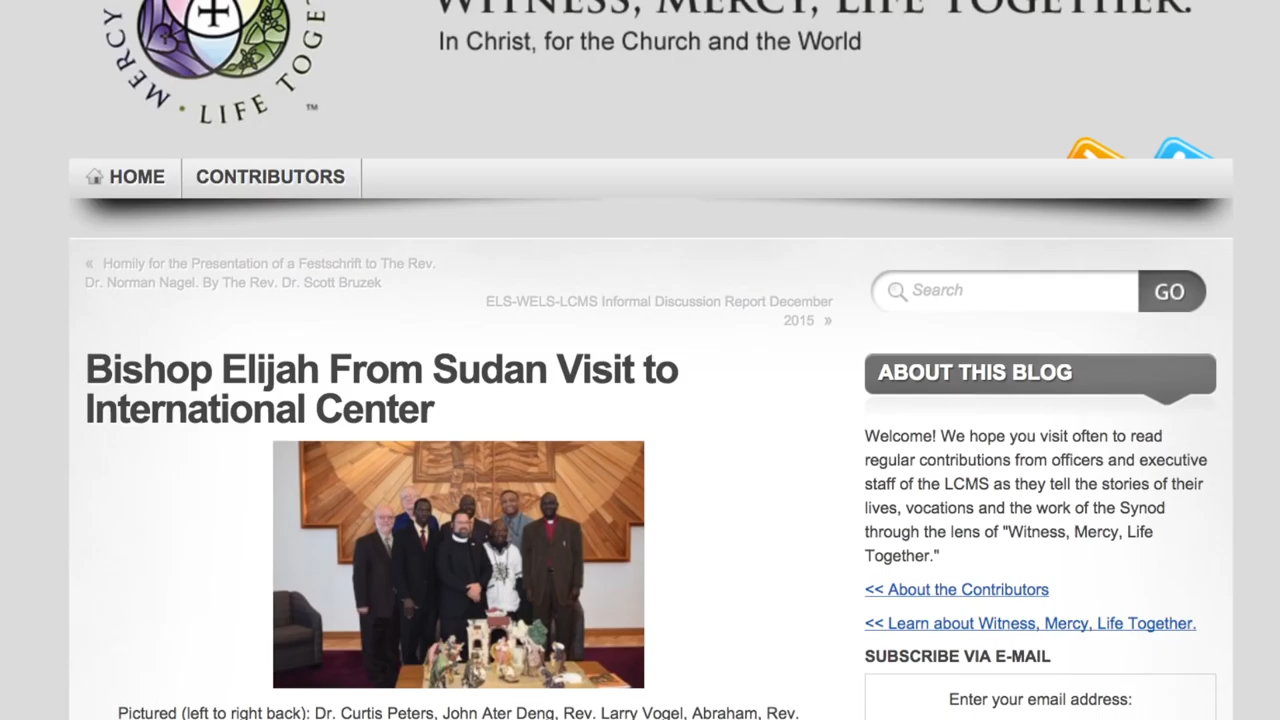 WITNESS, MERCY, LIFE TOGETHER.
In Christ, for the Church and the World
MERCY · LIFE TOGET
TM
HOME
CONTRIBUTORS
« Homily for the Presentation of a Festschrift to The Rev.
Dr. Norman Nagel. By The Rev. Dr. Scott Bruzek
ELS-WELS-LCMS Informal Discussion Report December
2015 »
Search
GO
Bishop Elijah From Sudan Visit to
International Center
Pictured (left to right back): Dr. Curtis Peters, John Ater Deng, Rev. Larry Vogel, Abraham, Rev.
ABOUT THIS BLOG
Welcome! We hope you visit often to read
regular contributions from officers and executive
staff of the LCMS as they tell the stories of their
lives, vocations and the work of the Synod
through the lens of "Witness, Mercy, Life
Together."
<< About the Contributors
<< Learn about Witness, Mercy, Life Together.
SUBSCRIBE VIA E-MAIL
Enter your email address: